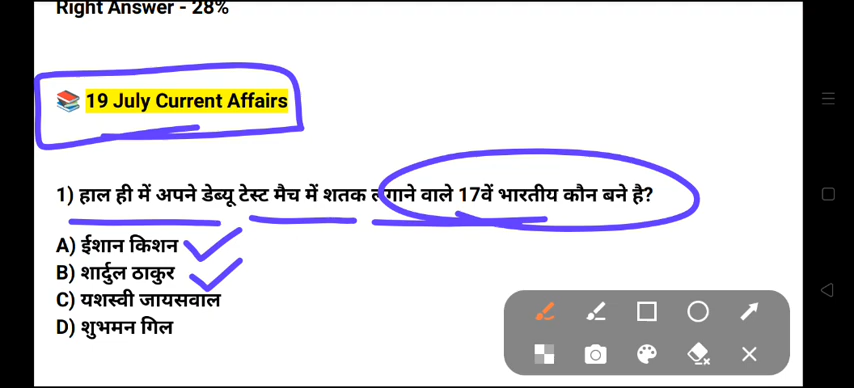 Right Answer - 28%
📚 19 July Current Affairs
1) हाल ही में अपने डेब्यू टेस्ट मैच में शतक लगाने वाले 17वें भारतीय कौन बने है?
A) ईशान किशन
B) शार्दुल ठाकुर
C) यशस्वी जायसवाल
D) शुभमन गिल